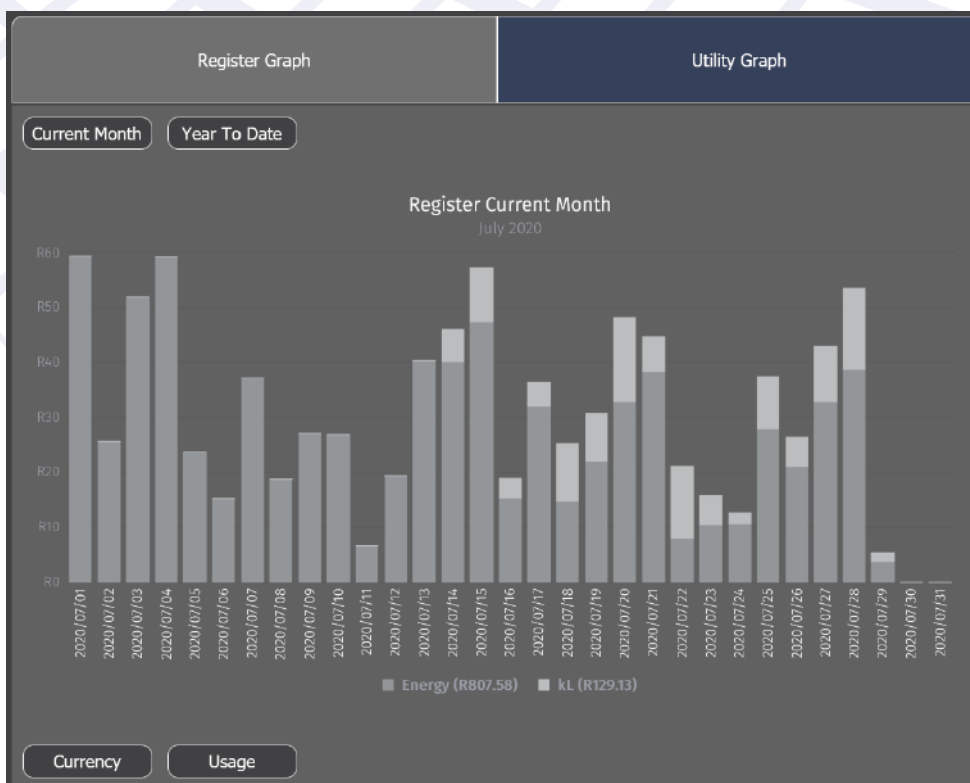 Register Graph
Utility Graph
Current Month
Year To Date
Register Current Month
July 2020
R60
R50
R40
R30
R20
R10
R0
2020/07/01
2020/07/02
2020/07/03
2020/07/04
2020/07/05
2020/07/06
2020/07/07
2020/07/08
2020/07/09
2020/07/10
2020/07/11
2020/07/12
2020/07/13
2020/07/14
2020/07/15
2020/07/16
2020/07/17
2020/07/18
2020/07/19
2020/07/20
2020/07/21
2020/07/22
2020/07/23
2020/07/24
2020/07/25
2020/07/26
2020/07/27
2020/07/28
2020/07/29
2020/07/30
2020/07/31
Energy (R807.58)
kL (R129.13)
Currency
Usage